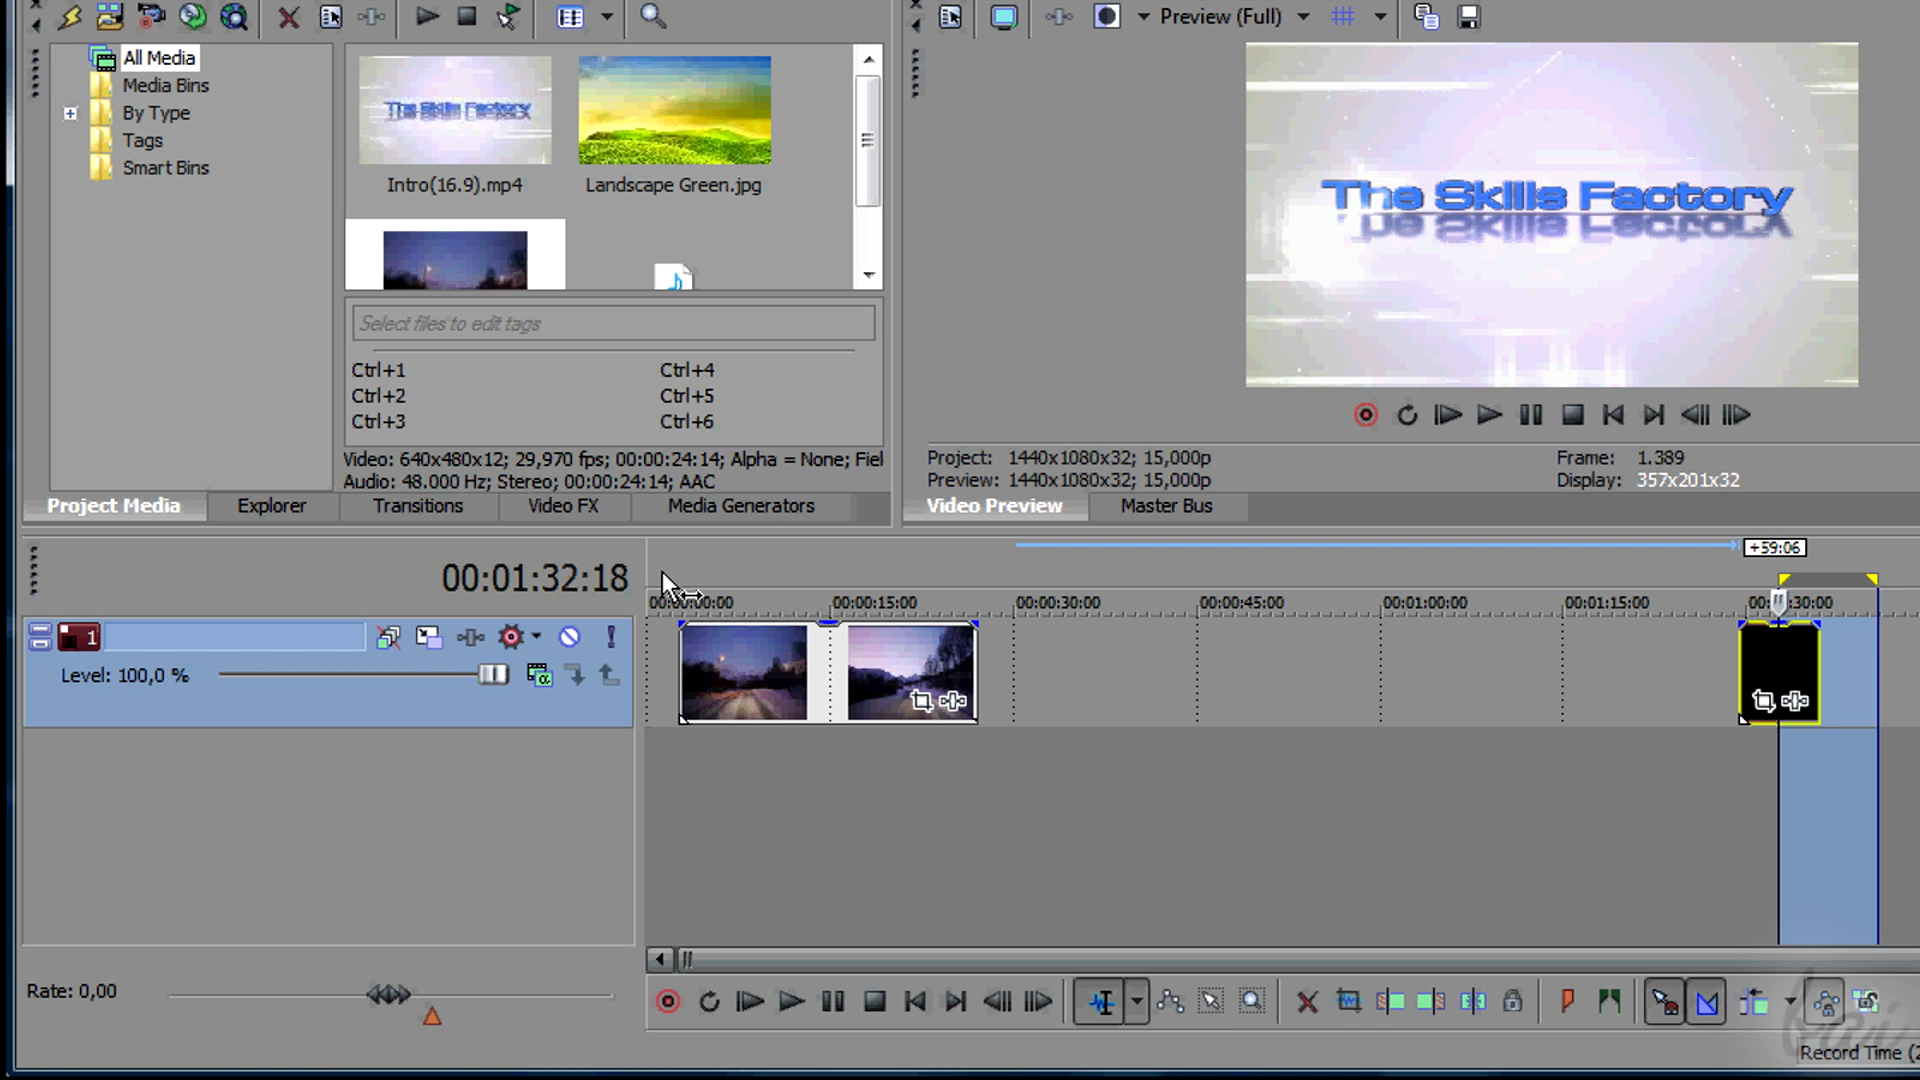 All Media
Media Bins
By Type
Tags
Smart Bins
The Skills Factory
Intro(16.9).mp4
Landscape Green.jpg
Select files to edit tags
Ctrl+1
Ctrl+4
Ctrl+2
Ctrl+5
Ctrl+3
Ctrl+6
Video: 640x480x12; 29,970 fps; 00:00:24:14; Alpha = None; Fiel
Audio: 48.000 Hz; Stereo; 00:00:24:14; AAC
Project Media
Explorer
Transitions
Video FX
Media Generators
Preview (Full)
The Skills Factory
Project: 1440x1080x32; 15,000p
Frame: 1.389
Preview: 1440x1080x32; 15,000p
Display: 357x201x32
Video Preview
Master Bus
00:01:32:18
+59:06
00:00:15:00
00:00:30:00
00:00:45:00
00:01:00:00
00:01:15:00
1
Level: 100,0 %
Rate: 0,00
Record Time (2